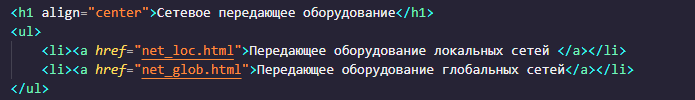 <h1 align="center">Сетевое передающее оборудование</h1>
<ul>
<li><a href="net_loc.html">Передающее оборудование локальных сетей </a></li>
<li><a href="net_glob.html">Передающее оборудование глобальных сетей</a></li>
</ul>